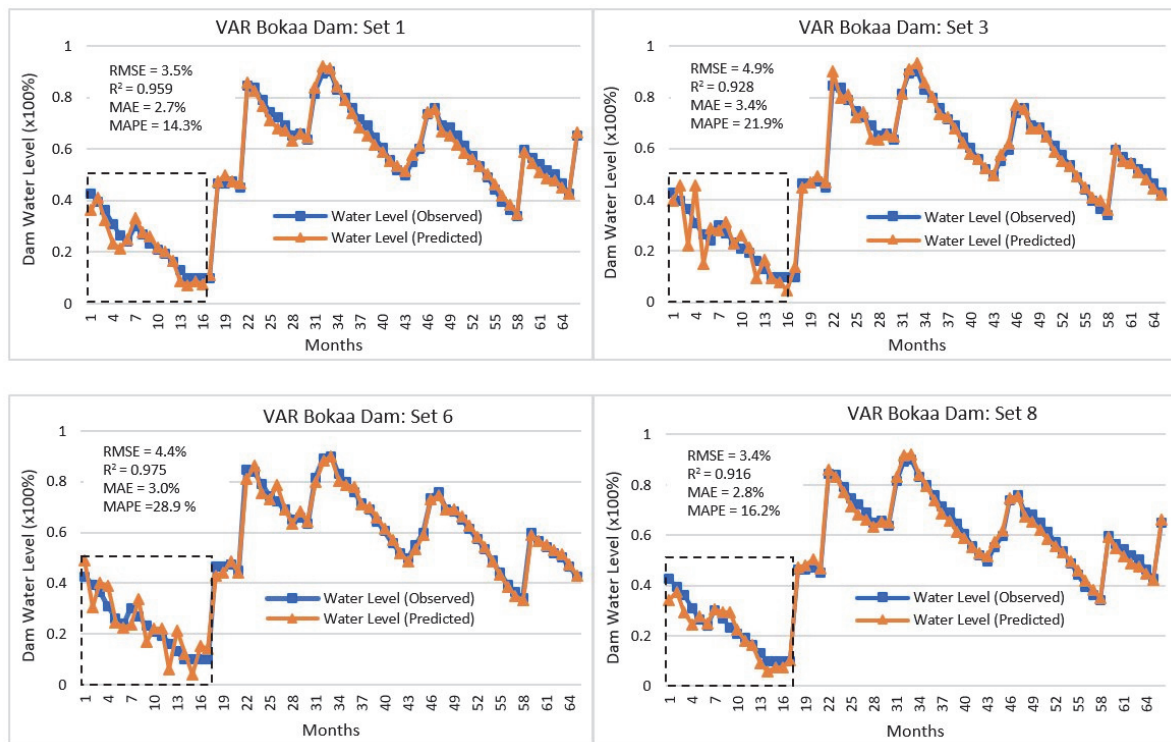 VAR Bokaa Dam: Set 1
RMSE = 3.5%
R² = 0.959
MAE = 2.7%
MAPE = 14.3%
Dam Water Level (x100%)
1
0.8
0.6
0.4
0.2
0
Water Level (Observed)
Water Level (Predicted)
1 4 7 10 13 16 19 22 25 28 31 34 37 40 43 46 49 52 55 58 61 64
Months
VAR Bokaa Dam: Set 3
RMSE = 4.9%
R² = 0.928
MAE = 3.4%
MAPE = 21.9%
Dam Water Level (x100%)
1
0.8
0.6
0.4
0.2
0
Water Level (Observed)
Water Level (Predicted)
1 4 7 10 13 16 19 22 25 28 31 34 37 40 43 46 49 52 55 58 61 64
Months
VAR Bokaa Dam: Set 6
RMSE = 4.4%
R² = 0.975
MAE = 3.0%
MAPE =28.9 %
Dam Water Level (x100%)
1
0.8
0.6
0.4
0.2
0
Water Level (Observed)
Water Level (Predicted)
1 4 7 10 13 16 19 22 25 28 31 34 37 40 43 46 49 52 55 58 61 64
Months
VAR Bokaa Dam: Set 8
RMSE = 3.4%
R² = 0.916
MAE = 2.8%
MAPE = 16.2%
Dam Water Level (x100%)
1
0.8
0.6
0.4
0.2
0
Water Level (Observed)
Water Level (Predicted)
1 4 7 10 13 16 19 22 25 28 31 34 37 40 43 46 49 52 55 58 61 64
Months